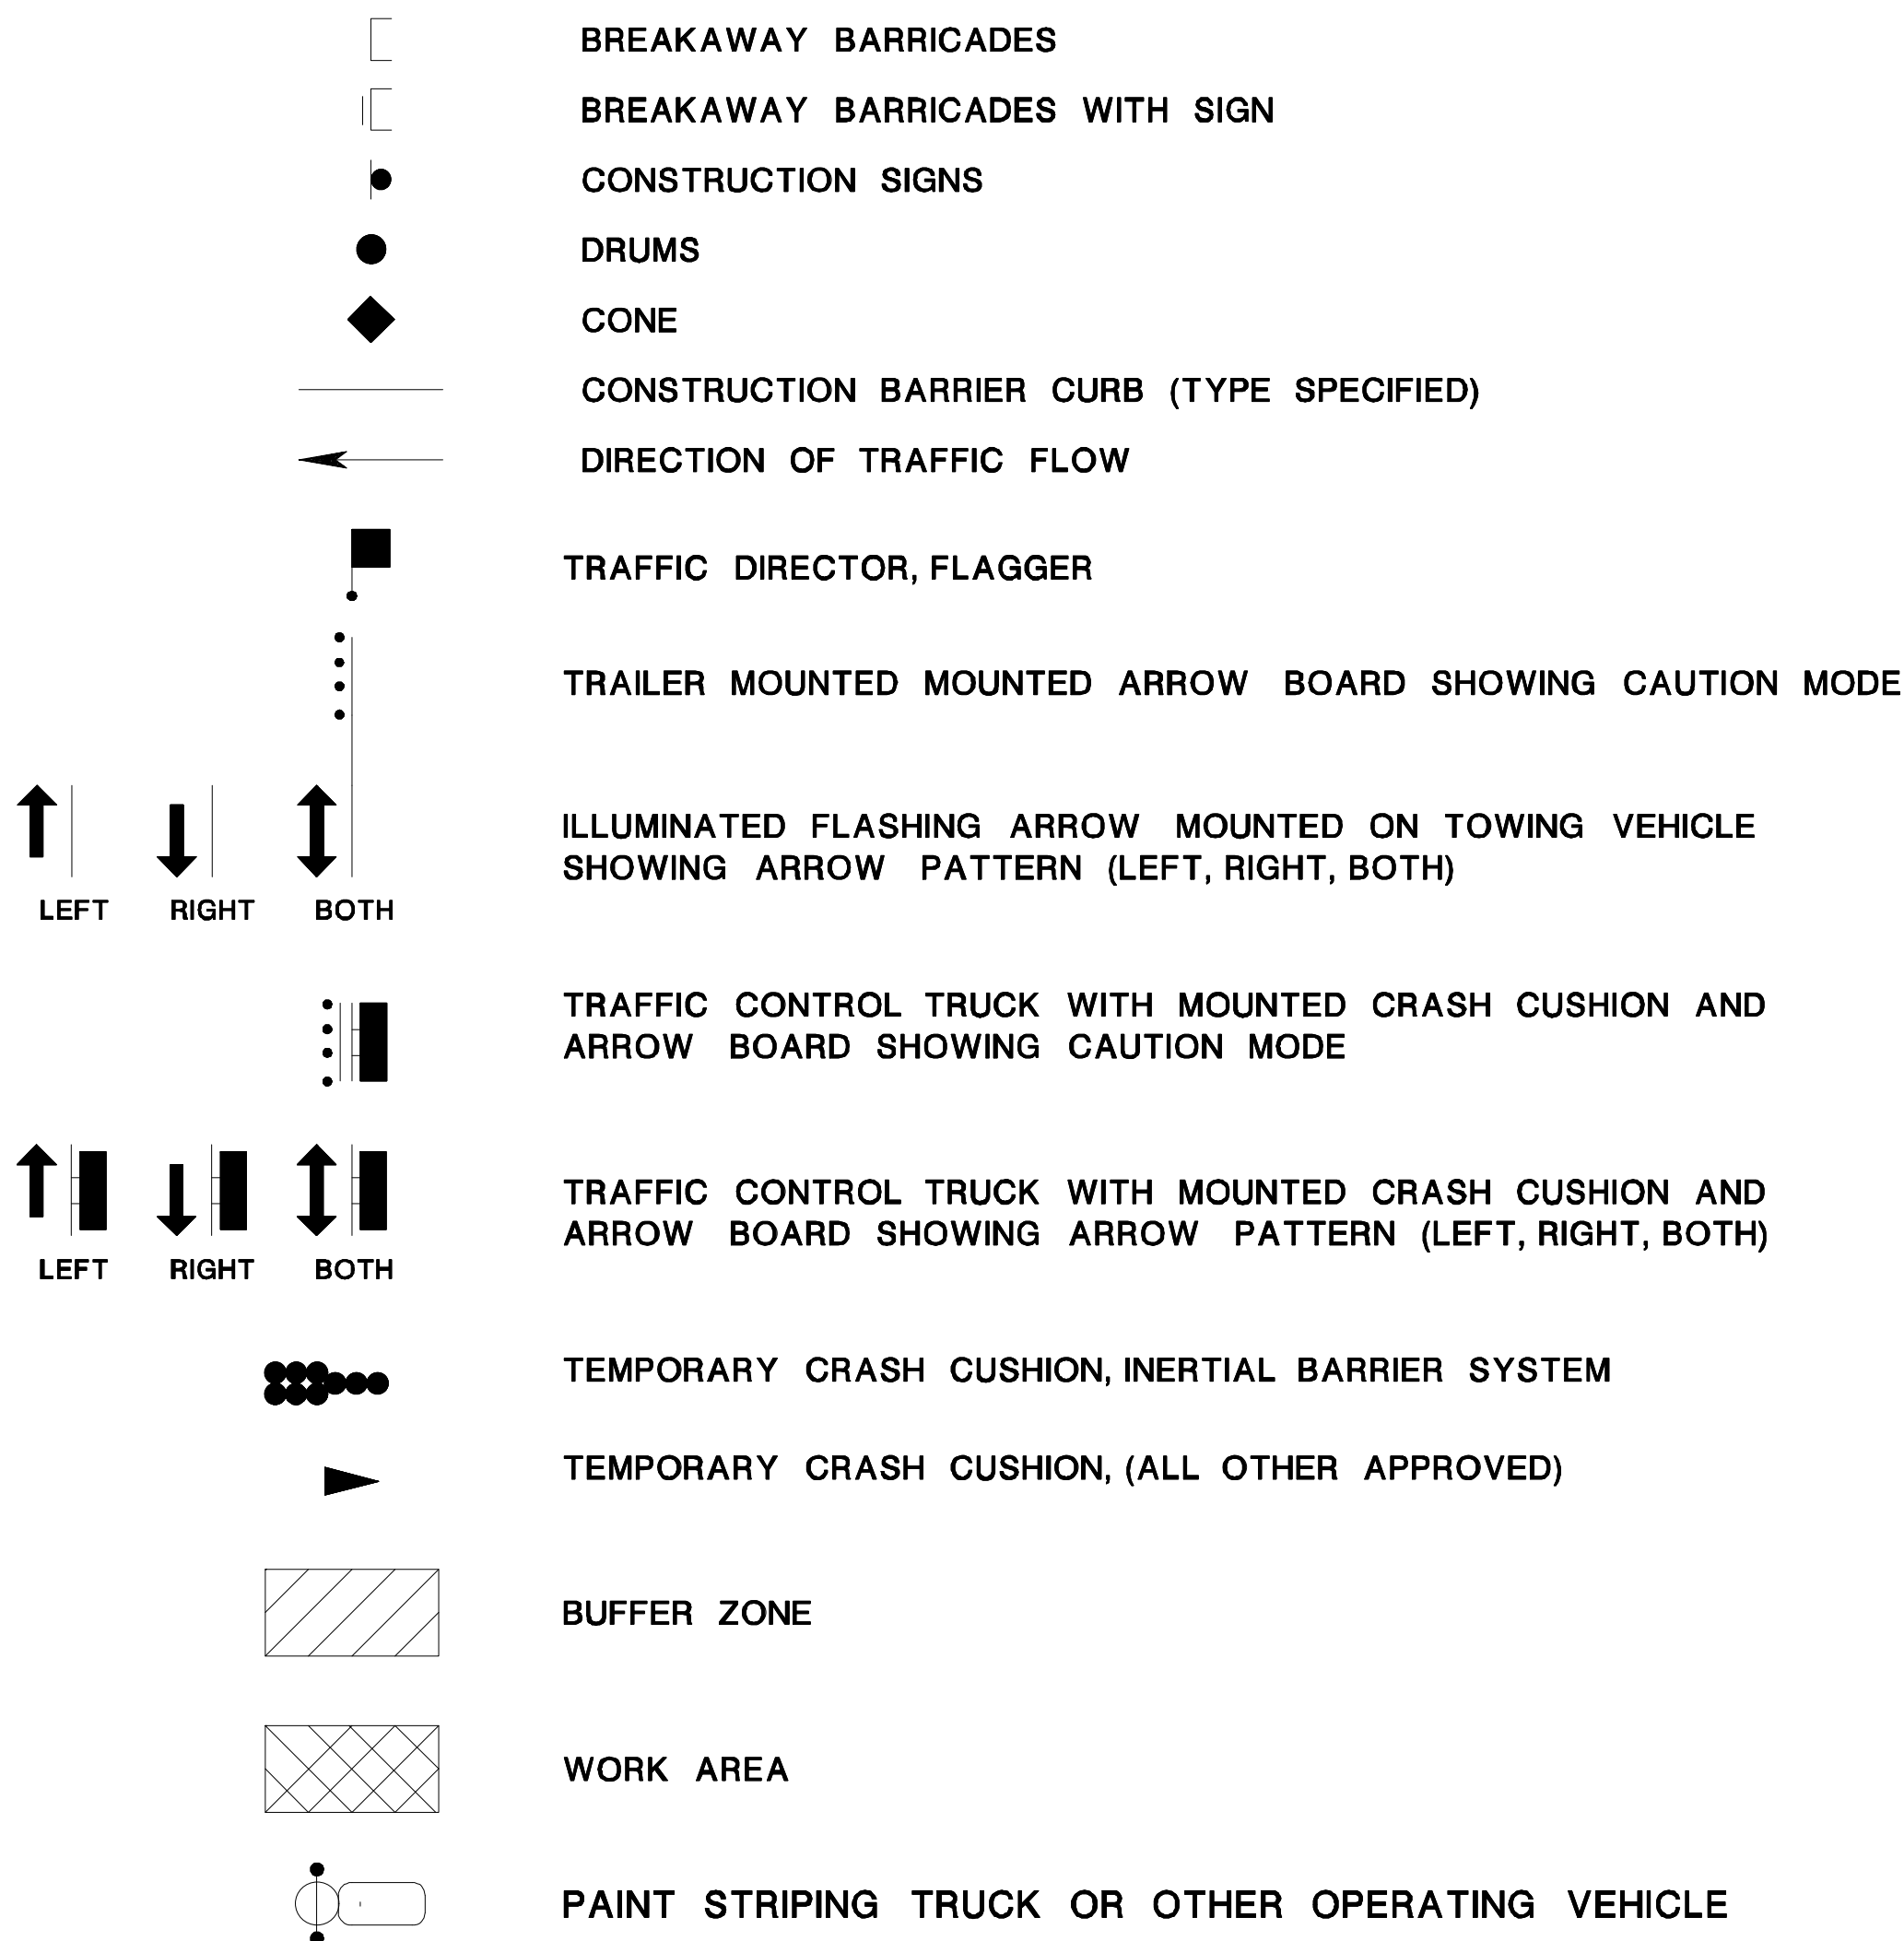 BREAKAWAY BARRICADES
BREAKAWAY BARRICADES WITH SIGN
CONSTRUCTION SIGNS
DRUMS
CONE
CONSTRUCTION BARRIER CURB (TYPE SPECIFIED)
DIRECTION OF TRAFFIC FLOW
TRAFFIC DIRECTOR, FLAGGER
TRAILER MOUNTED MOUNTED ARROW BOARD SHOWING CAUTION MODE
ILLUMINATED FLASHING ARROW MOUNTED ON TOWING VEHICLE
SHOWING ARROW PATTERN (LEFT, RIGHT, BOTH)
LEFT RIGHT BOTH
TRAFFIC CONTROL TRUCK WITH MOUNTED CRASH CUSHION AND
ARROW BOARD SHOWING CAUTION MODE
TRAFFIC CONTROL TRUCK WITH MOUNTED CRASH CUSHION AND
ARROW BOARD SHOWING ARROW PATTERN (LEFT, RIGHT, BOTH)
LEFT RIGHT BOTH
TEMPORARY CRASH CUSHION, INERTIAL BARRIER SYSTEM
TEMPORARY CRASH CUSHION, (ALL OTHER APPROVED)
BUFFER ZONE
WORK AREA
PAINT STRIPING TRUCK OR OTHER OPERATING VEHICLE